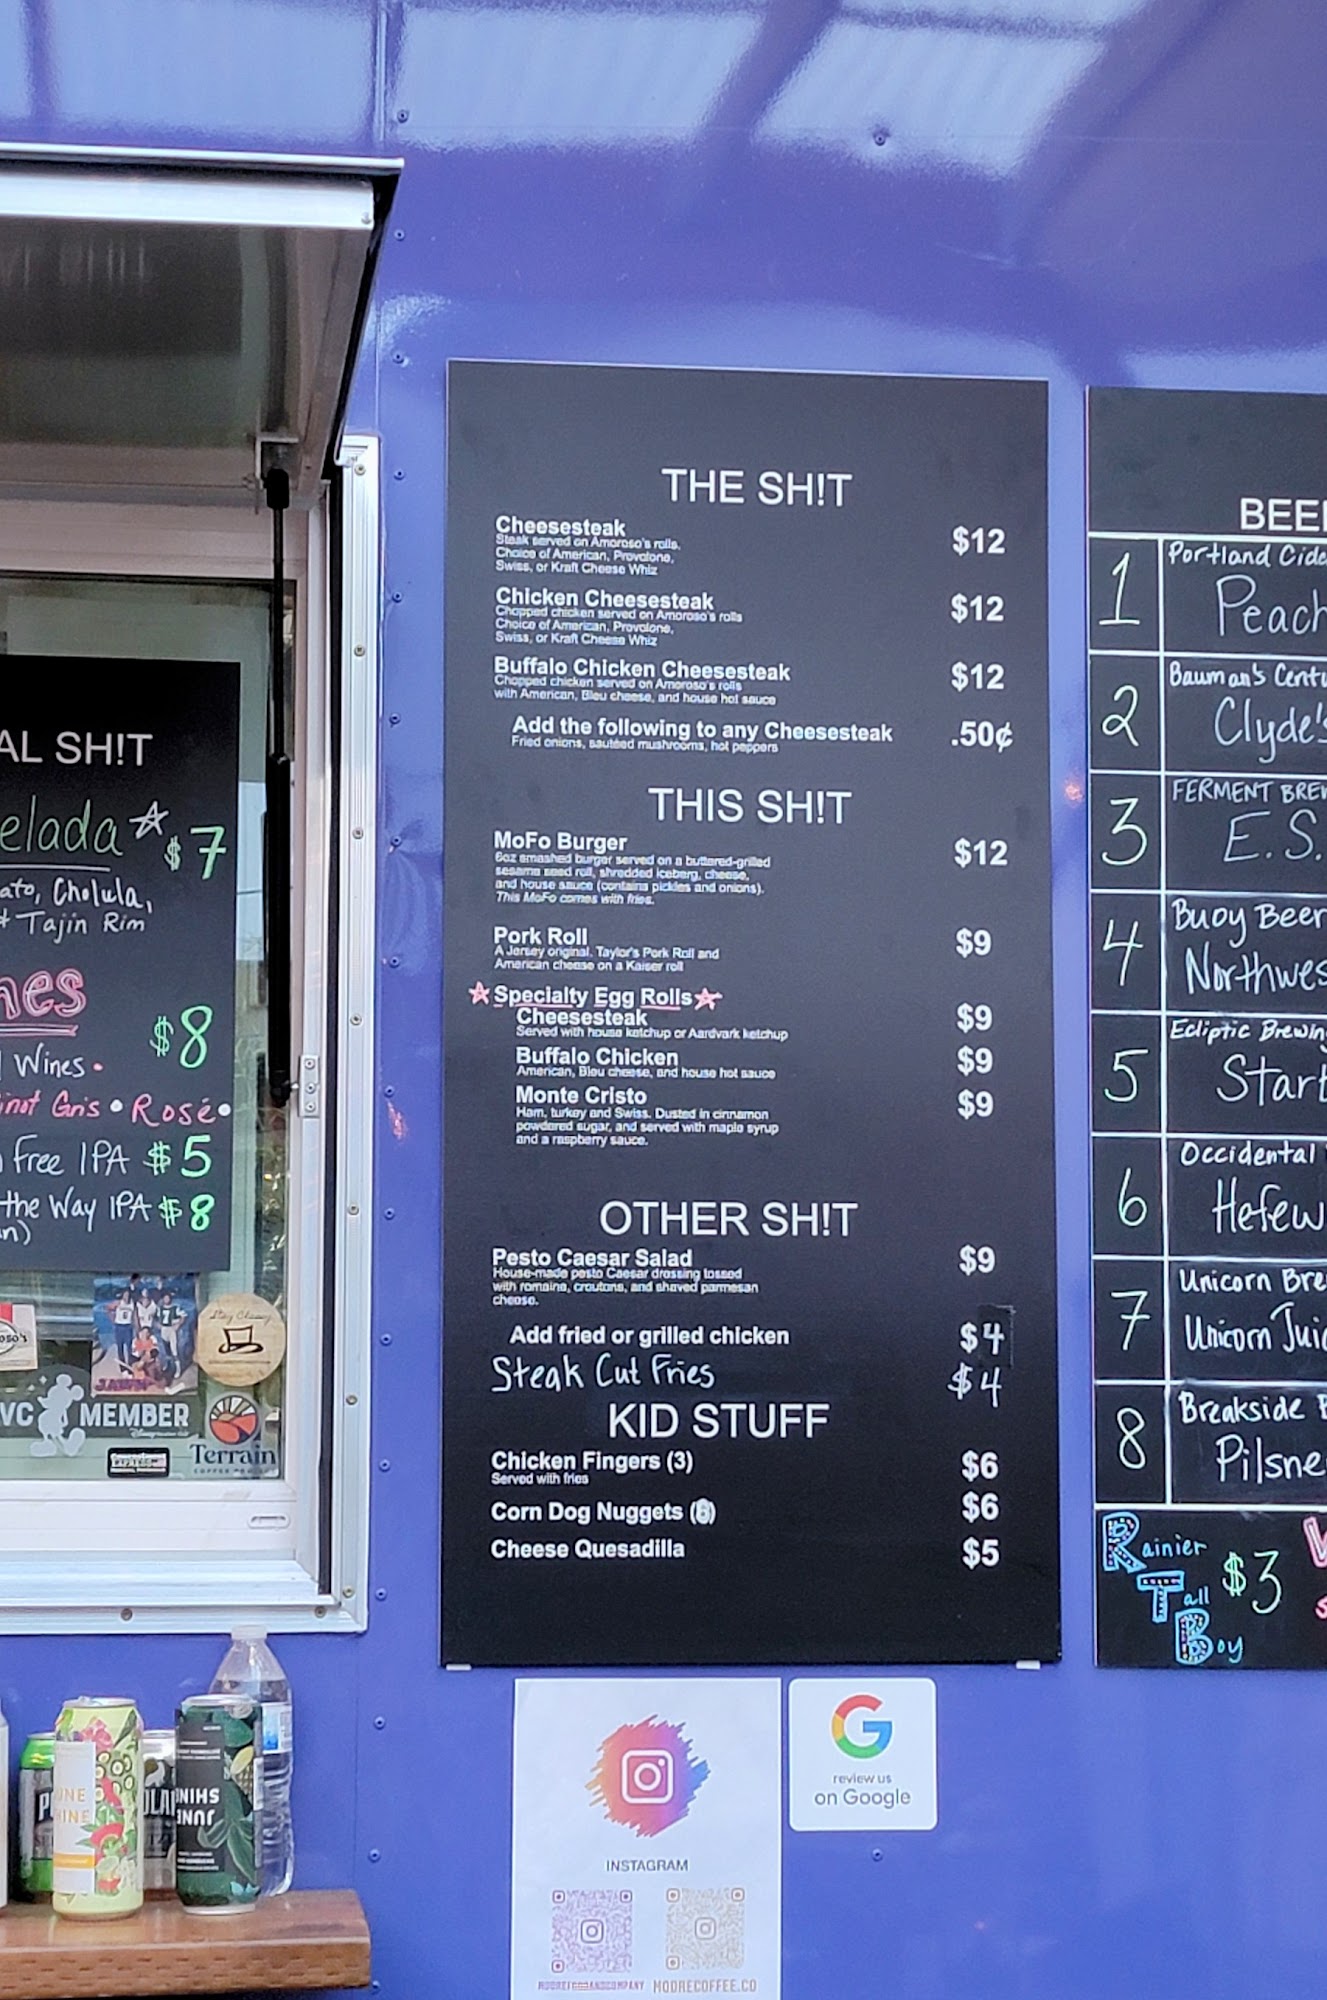 AL SH!T
elada $7
ato, Cholula,
Tajin Rim
nes
$8
Wines
inot Gris • Rosé •
Free IPA $5
the Way IPA $8
VC MEMBER
Terrain
THE SH!T
Cheesesteak $12
Steak served on Amoroso's rolls.
Choice of American, Provolone,
Swiss, or Kraft Cheese Whiz
Chicken Cheesesteak $12
Chopped chicken served on Amoroso's rolls
Choice of American, Provolone,
Swiss, or Kraft Cheese Whiz
Buffalo Chicken Cheesesteak $12
Chopped chicken served on Amoroso's rolls
with American, Bleu cheese, and house hot sauce
Add the following to any Cheesesteak .50¢
Fried onions, sautéed mushrooms, hot peppers
THIS SH!T
MoFo Burger $12
6oz smashed burger served on a buttered-grilled
sesame seed roll, shredded iceberg, cheese,
and house sauce (contains pickles and onions).
This MoFo comes with fries.
Pork Roll $9
A Jersey original. Taylor's Pork Roll and
American cheese on a Kaiser roll
Specialty Egg Rolls
Cheesesteak $9
Served with house ketchup or Aardvark ketchup
Buffalo Chicken $9
American, Bleu cheese, and house hot sauce
Monte Cristo $9
Ham, turkey and Swiss. Dusted in cinnamon
powdered sugar, and served with maple syrup
and a raspberry sauce.
OTHER SH!T
Pesto Caesar Salad $9
House-made pesto Caesar dressing tossed
with romaine, croutons, and shaved parmesan
cheese.
Add fried or grilled chicken $4
Steak Cut Fries $4
KID STUFF
Chicken Fingers (3) $6
Served with fries
Corn Dog Nuggets (6) $6
Cheese Quesadilla $5
BEE
1 Portland Cide
Peach
2 Bauman's Centu
Clyde's
3 FERMENT BREW
E.S.
4 Buoy Beer
Northwes
5 Ecliptic Brewing
Start
6 Occidental
Hefew
7 Unicorn Bre
Unicorn Juic
8 Breakside B
Pilsne
Rainier
Tall $3
Boy
JUNE
SHINE
INSTAGRAM
MOORECOFFEE.CO
G
review us
on Google